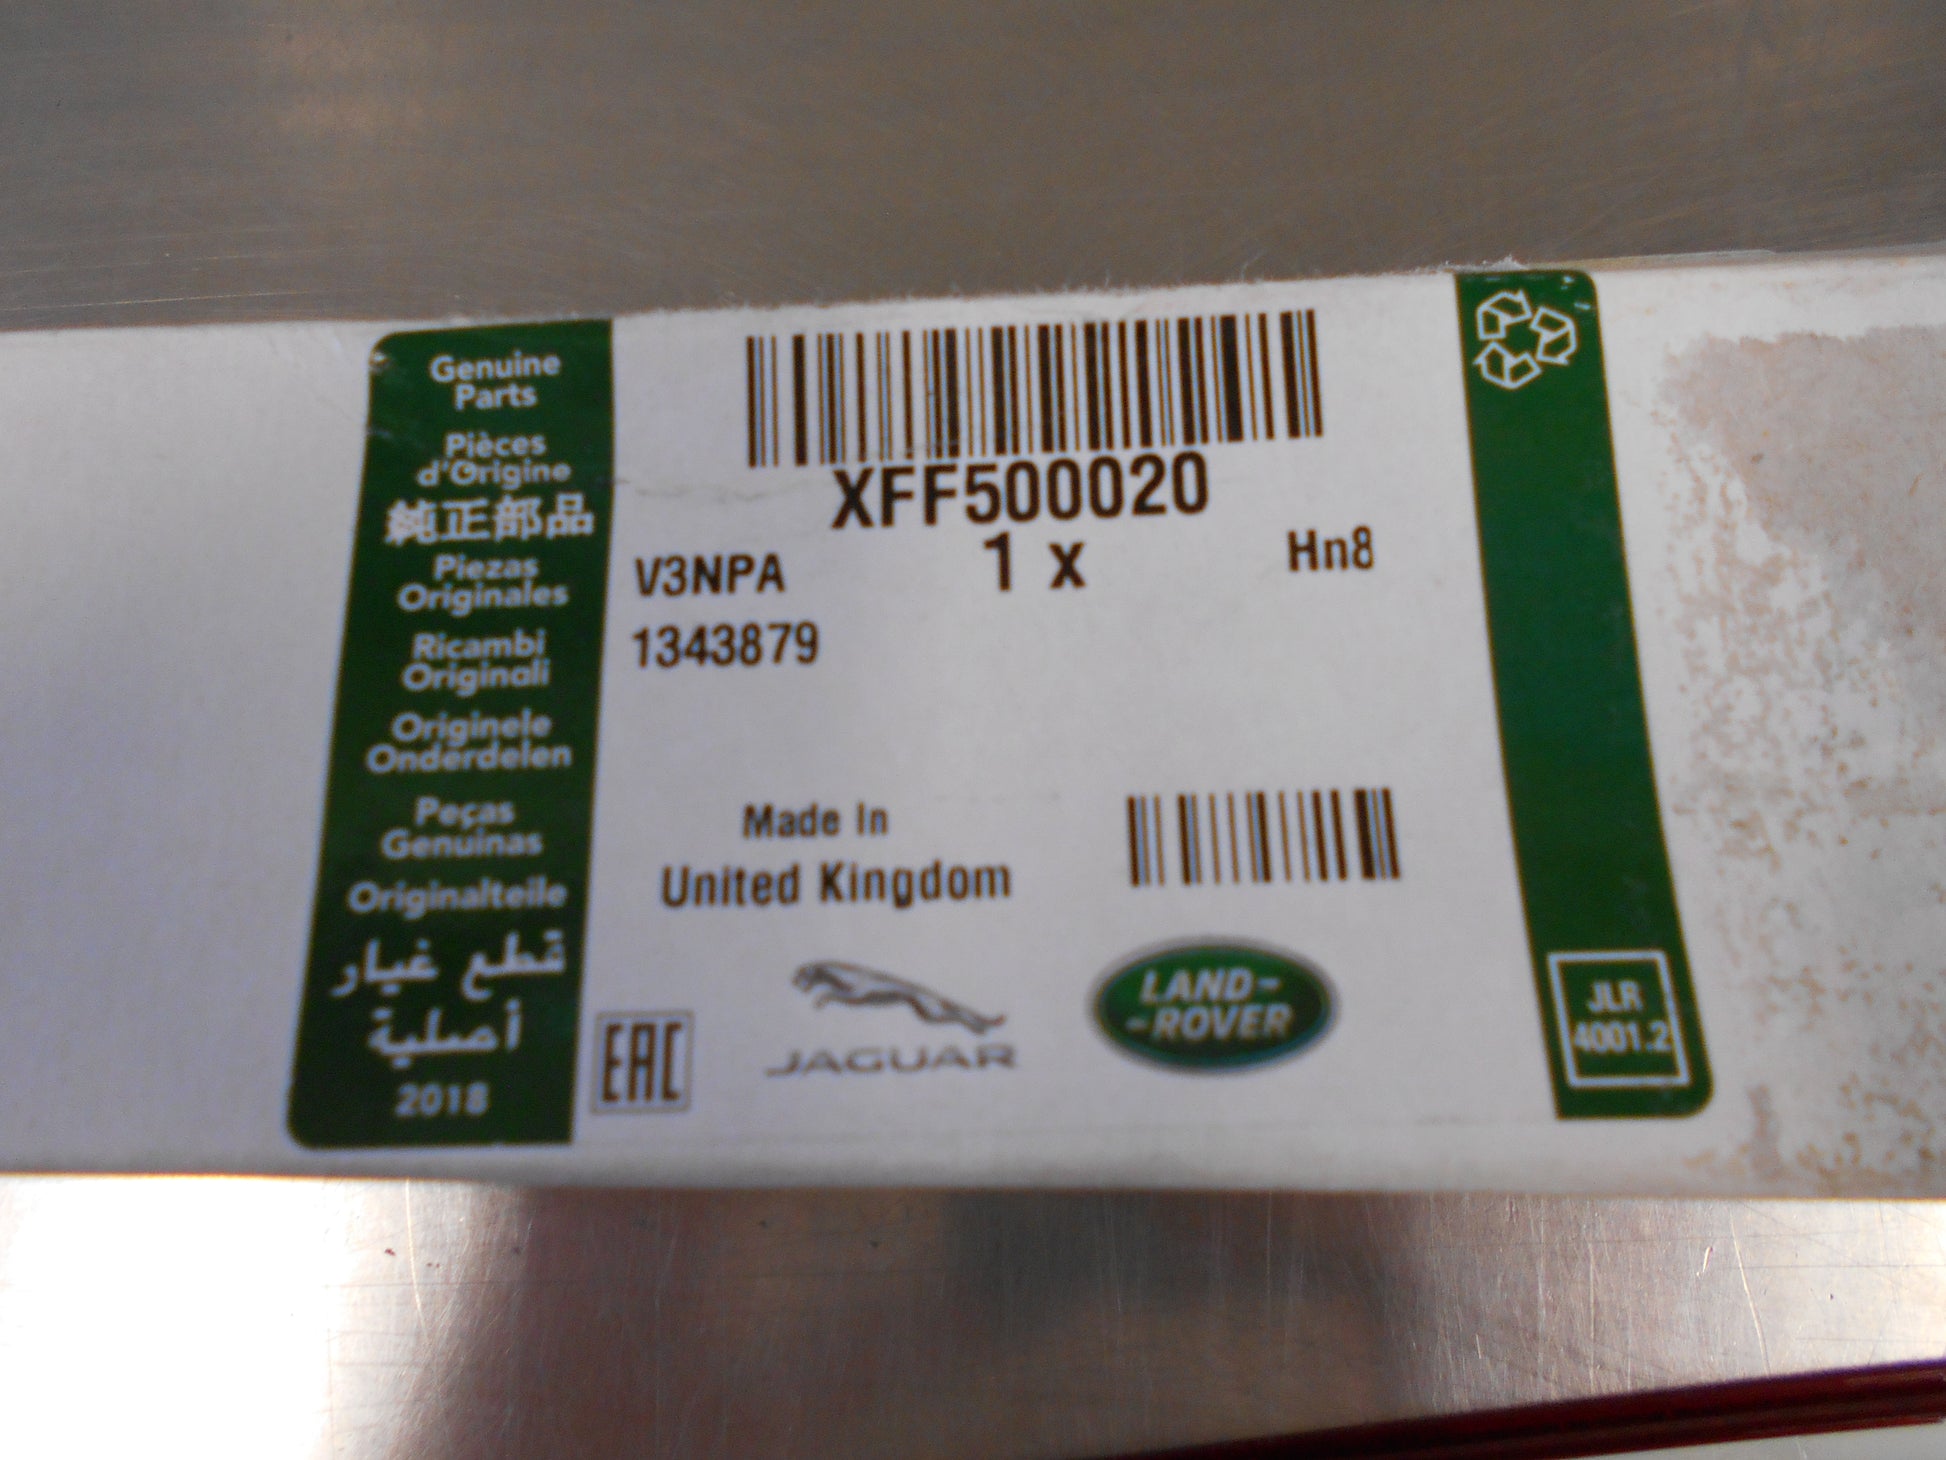 Genuine
Parts
Pièces
d'Origine
純正部品
Piezas
Originales
Ricambi
Originali
Originele
Onderdelen
Peças
Genuinas
Originalteile
قطع غيار
أصلية
2018
XFF500020
1 x
Hn8
V3NPA
1343879
Made In
United Kingdom
EAC
JAGUAR
LAND-
-ROVER
JLR
4001.2